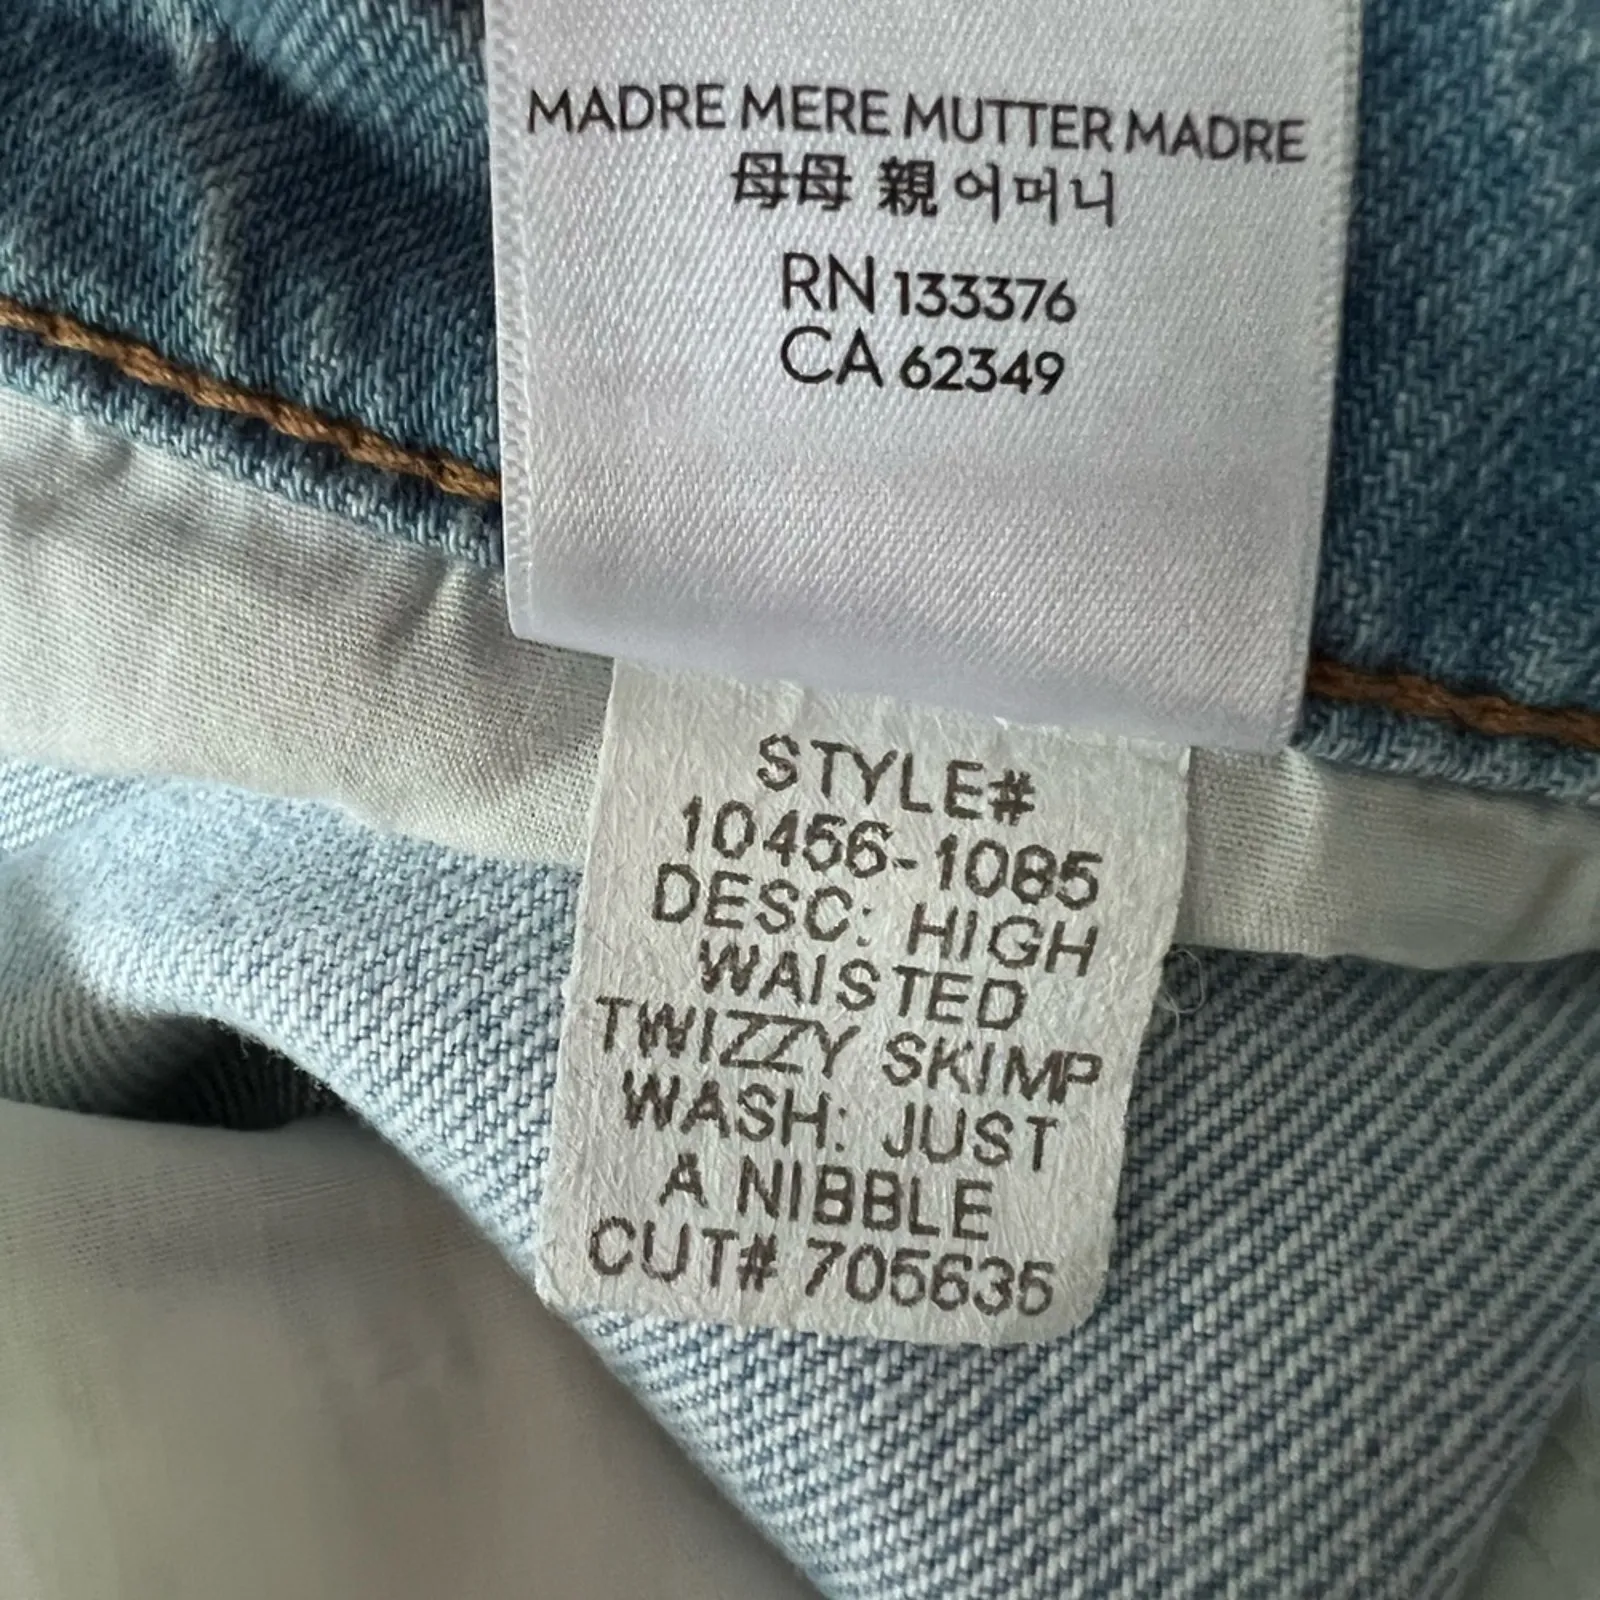 MADRE MERE MUTTER MADRE
母母 親 어머니
RN 133376
CA 62349
STYLE#
10456-1085
DESC: HIGH
WAISTED
TWIZZY SKIMP
WASH: JUST
A NIBBLE
CUT# 705635